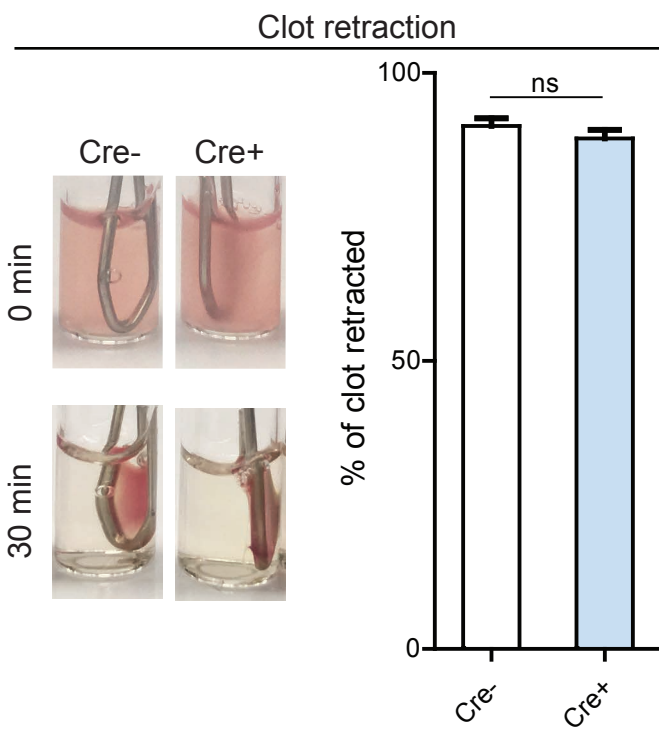 Clot retraction
Cre- Cre+
0 min
30 min
% of clot retracted
100
50
0
ns
Cre-
Cre+